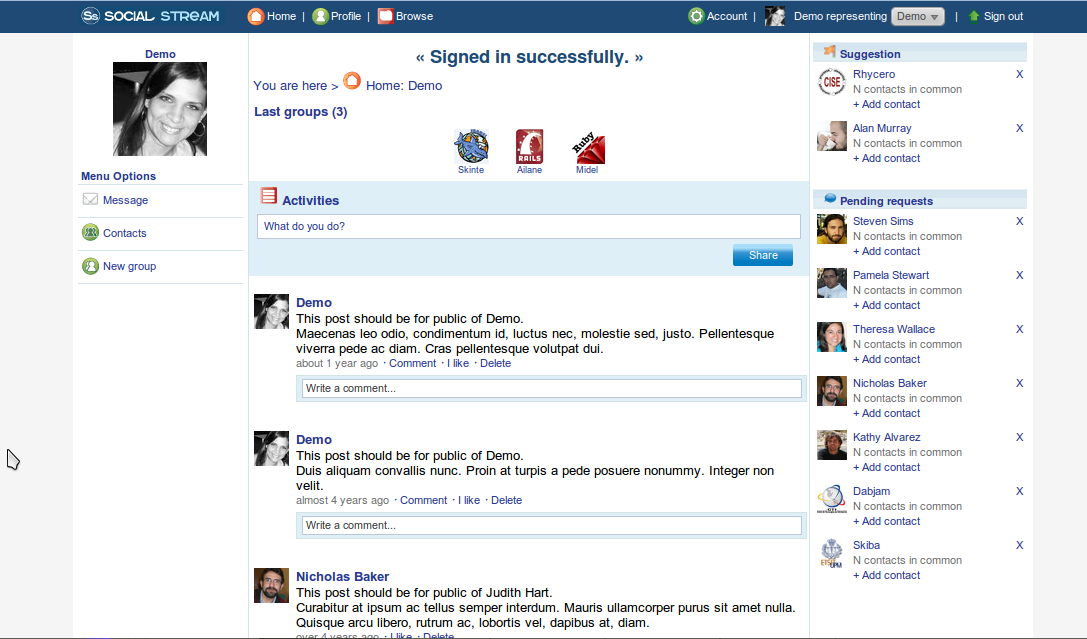 Ss SOCIAL STREAM
Home | Profile | Browse
Account | Demo representing Demo | Sign out
Demo
Menu Options
Message
Contacts
New group
« Signed in successfully. »
You are here > Home: Demo
Last groups (3)
RAILS
Ruby
Skinte Ailane Midel
Activities
What do you do?
Share
Demo
This post should be for public of Demo.
Maecenas leo odio, condimentum id, luctus nec, molestie sed, justo. Pellentesque
viverra pede ac diam. Cras pellentesque volutpat dui.
about 1 year ago · Comment · I like · Delete
Write a comment...
Demo
This post should be for public of Demo.
Duis aliquam convallis nunc. Proin at turpis a pede posuere nonummy. Integer non
velit.
almost 4 years ago · Comment · I like · Delete
Write a comment...
Nicholas Baker
This post should be for public of Judith Hart.
Curabitur at ipsum ac tellus semper interdum. Mauris ullamcorper purus sit amet nulla.
Quisque arcu libero, rutrum ac, lobortis vel, dapibus at, diam.
over 4 years ago · I like · Delete
Suggestion
CISE
Rhycero X
N contacts in common
+ Add contact
Alan Murray X
N contacts in common
+ Add contact
Pending requests
Steven Sims X
N contacts in common
+ Add contact
Pamela Stewart X
N contacts in common
+ Add contact
Theresa Wallace X
N contacts in common
+ Add contact
Nicholas Baker X
N contacts in common
+ Add contact
Kathy Alvarez X
N contacts in common
+ Add contact
Dabjam X
N contacts in common
+ Add contact
Skiba X
N contacts in common
+ Add contact